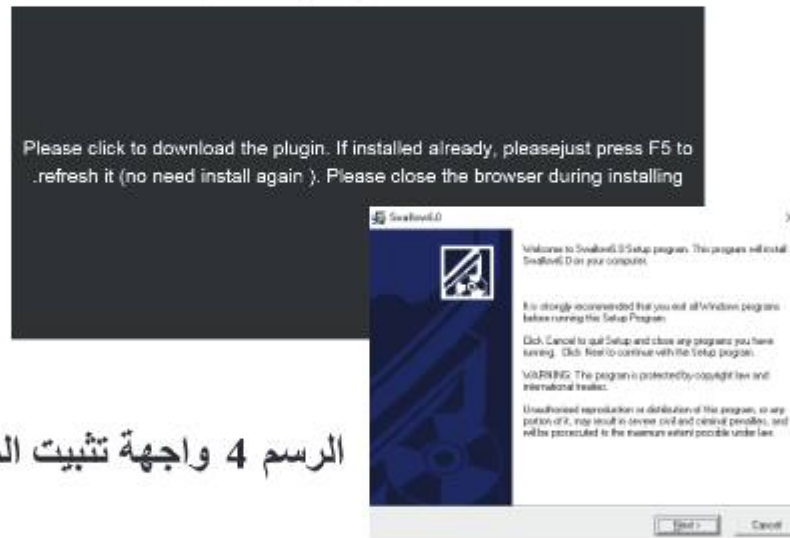 Please click to download the plugin. If installed already, pleasejust press F5 to
.refresh it (no need install again ). Please close the browser during installing
Swallow6.0
Welcome to Swallow6.0 Setup program. This program will install
Swallow6.0 on your computer.
It is strongly recommended that you exit all Windows programs
before running this Setup Program.
Click Cancel to quit Setup and close any programs you have
running. Click Next to continue with the Setup program.
WARNING: This program is protected by copyright law and
international treaties.
Unauthorized reproduction or distribution of this program, or any
portion of it, may result in severe civil and criminal penalties, and
will be prosecuted to the maximum extent possible under law.
الرسم 4 واجهة تثبيت
Next >
Cancel